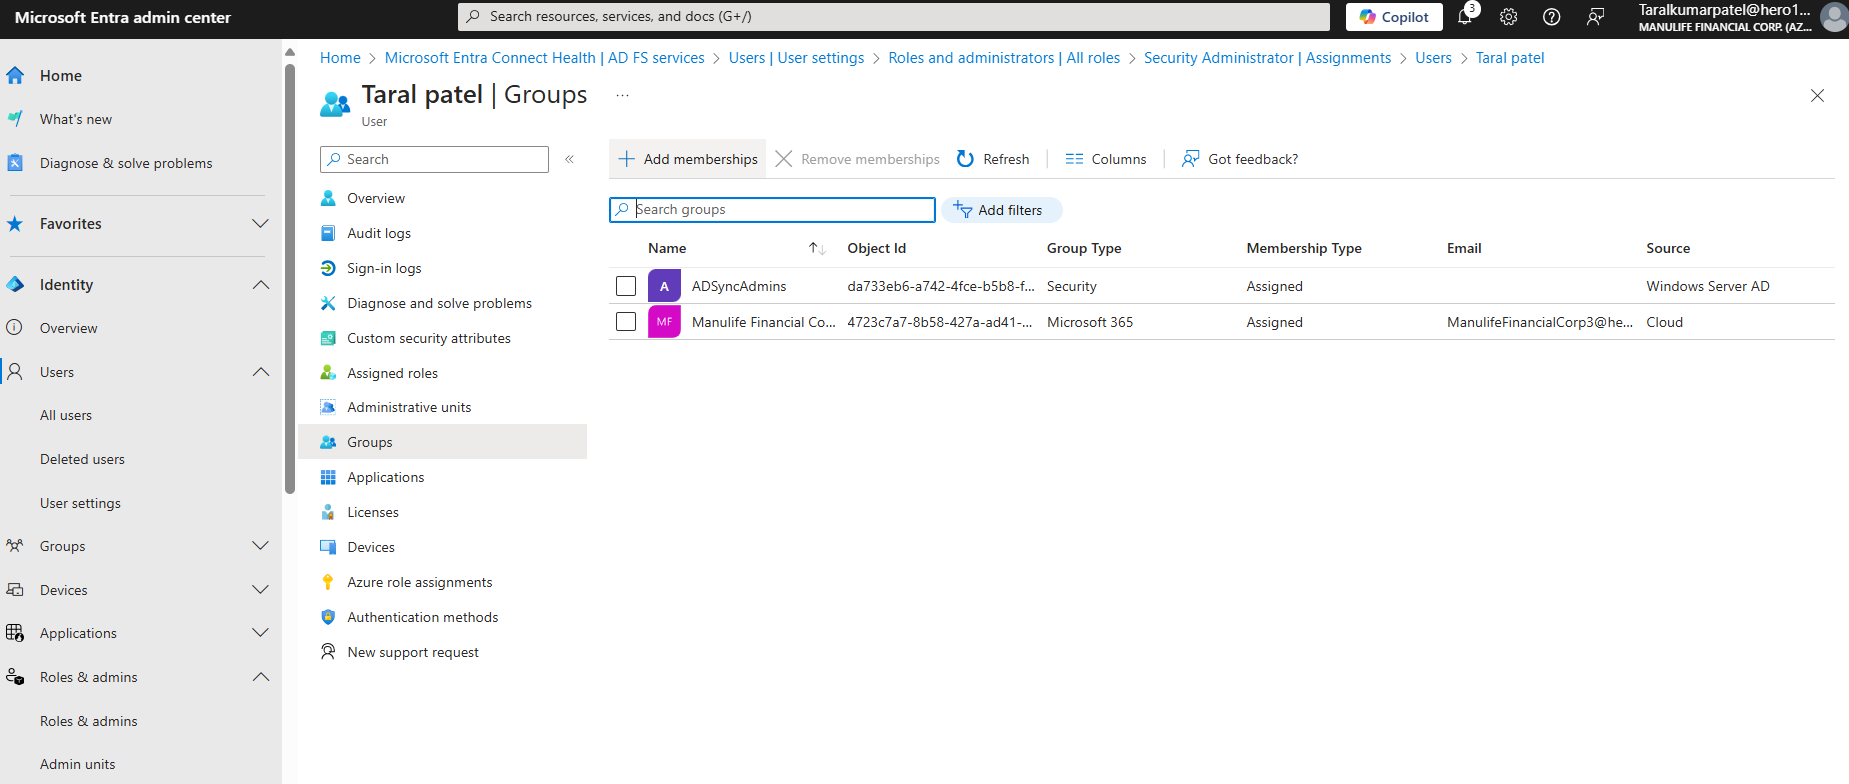 Microsoft Entra admin center
Search resources, services, and docs (G+/)
Copilot
3
Taralkumarpatel@hero1...
MANULIFE FINANCIAL CORP. (AZ...
Home
What's new
Diagnose & solve problems
Favorites
Identity
Overview
Users
All users
Deleted users
User settings
Groups
Devices
Applications
Roles & admins
Roles & admins
Admin units
Home > Microsoft Entra Connect Health | AD FS services > Users | User settings > Roles and administrators | All roles > Security Administrator | Assignments > Users > Taral patel
Taral patel | Groups ...
User
Search
Overview
Audit logs
Sign-in logs
Diagnose and solve problems
Custom security attributes
Assigned roles
Administrative units
Groups
Applications
Licenses
Devices
Azure role assignments
Authentication methods
New support request
Add memberships Remove memberships Refresh Columns Got feedback?
Search groups Add filters
Name Object Id Group Type Membership Type Email Source
A ADSyncAdmins da733eb6-a742-4fce-b5b8-f... Security Assigned Windows Server AD
MF Manulife Financial Co... 4723c7a7-8b58-427a-ad41-... Microsoft 365 Assigned ManulifeFinancialCorp3@he... Cloud